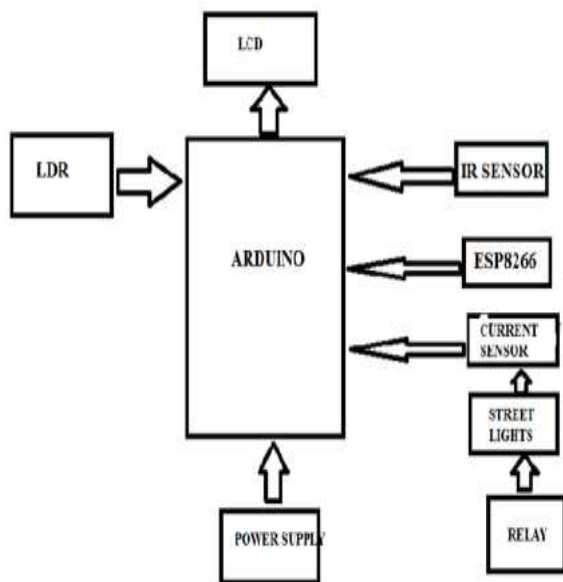 LCD
LDR
IR SENSOR
ARDUINO
ESP8266
CURRENT
SENSOR
STREET
LIGHTS
POWER SUPPLY
RELAY